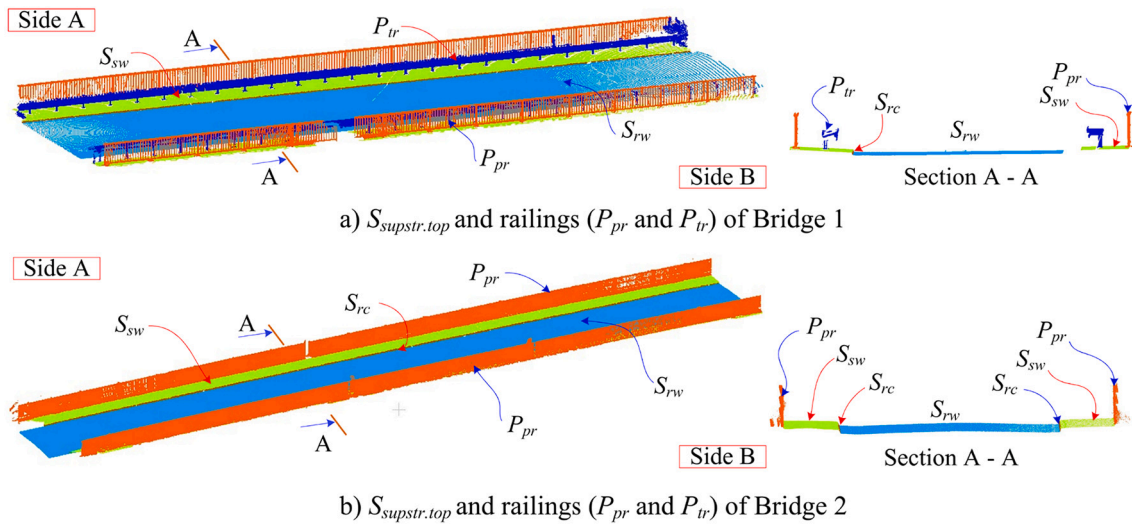 Side A
A
P_tr
S_sw
S_rw
P_pr
A
Side B
P_tr
S_rc
S_rw
P_pr
S_sw
Section A - A
a) S_supstr.top and railings (P_pr and P_tr) of Bridge 1
Side A
P_pr
S_rc
A
S_sw
S_rw
A
P_pr
Side B
P_pr
S_sw
S_rc
S_rw
S_rc
S_sw
P_pr
Section A - A
b) S_supstr.top and railings (P_pr and P_tr) of Bridge 2